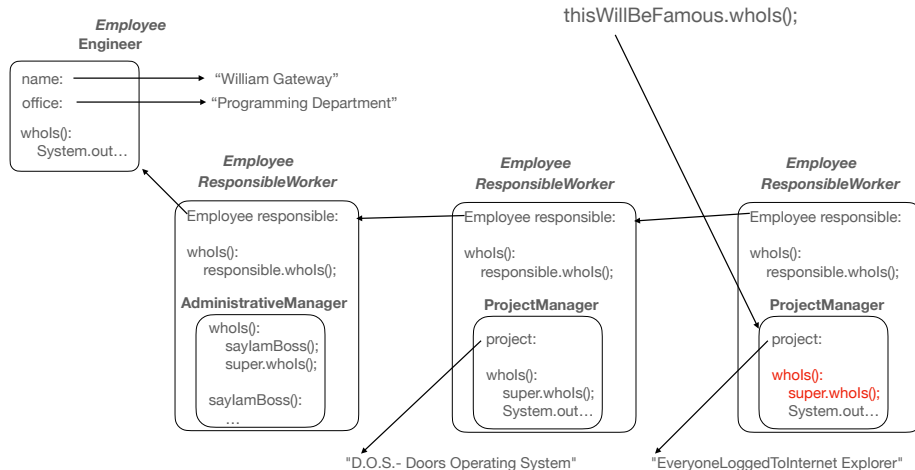 thisWillBeFamous.whoIs();
Employee
Engineer
name:
"William Gateway"
office:
"Programming Department"
whoIs():
System.out…
Employee
ResponsibleWorker
Employee responsible:
whoIs():
responsible.whoIs();
AdministrativeManager
whoIs():
sayIamBoss();
super.whoIs();
sayIamBoss():
…
Employee
ResponsibleWorker
Employee responsible:
whoIs():
responsible.whoIs();
ProjectManager
project:
whoIs():
super.whoIs();
System.out…
"D.O.S.- Doors Operating System"
Employee
ResponsibleWorker
Employee responsible:
whoIs():
responsible.whoIs();
ProjectManager
project:
whoIs():
super.whoIs();
System.out…
"EveryoneLoggedToInternet Explorer"